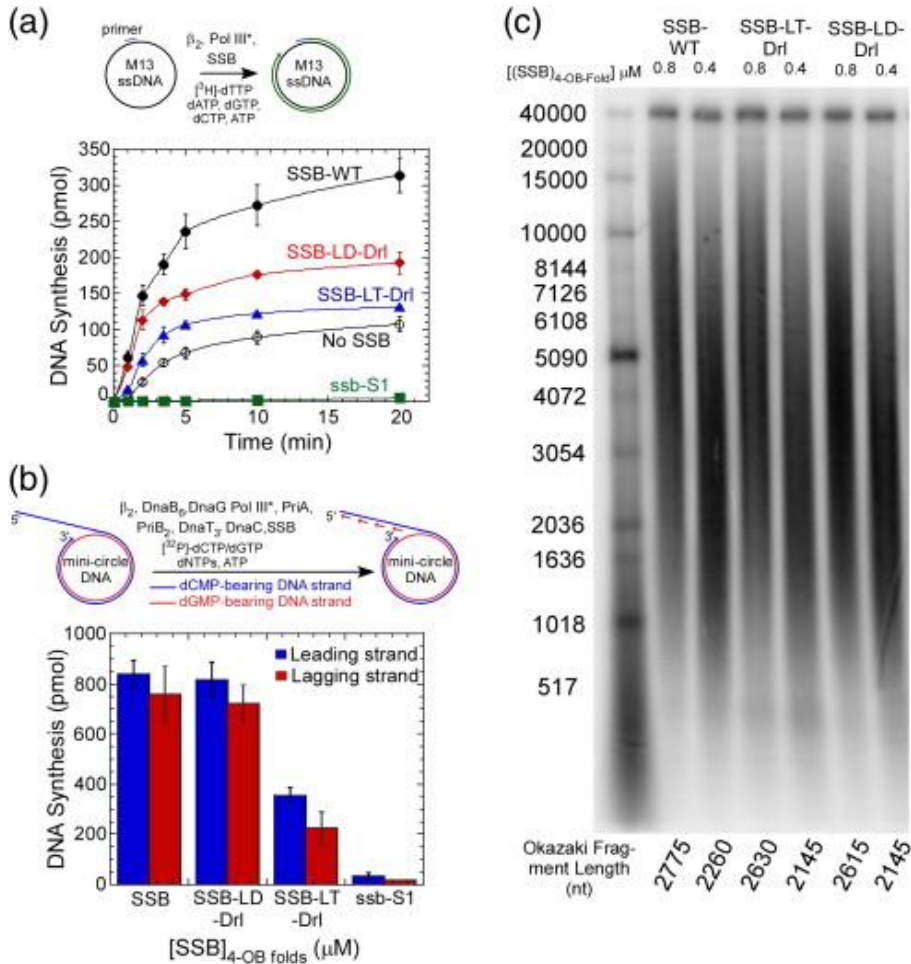 (a)
primer
M13
ssDNA
β2, Pol III*,
SSB
[3H]-dTTP
dATP, dGTP,
dCTP, ATP
M13
ssDNA
DNA Synthesis (pmol)
350
300
250
200
150
100
50
0
SSB-WT
SSB-LD-Drl
SSB-LT-Drl
No SSB
ssb-S1
0 5 10 15 20
Time (min)
(b)
5'
3'
mini-circle
DNA
β2, DnaB6,DnaG Pol III*, PriA,
PriB2, DnaT3, DnaC,SSB
[32P]-dCTP/dGTP
dNTPs, ATP
dCMP-bearing DNA strand
dGMP-bearing DNA strand
5'
3'
mini-circle
DNA
DNA Synthesis (pmol)
1000
800
600
400
200
0
Leading strand
Lagging strand
SSB SSB-LD-Drl SSB-LT-Drl ssb-S1
[SSB]4-OB folds (μM)
(c)
SSB-WT SSB-LT-Drl SSB-LD-Drl
[(SSB)4-OB-Fold] μM 0.8 0.4 0.8 0.4 0.8 0.4
40000
20000
15000
10000
8144
7126
6108
5090
4072
3054
2036
1636
1018
517
Okazaki Frag-
ment Length
(nt)
2775 2260 2630 2145 2615 2145